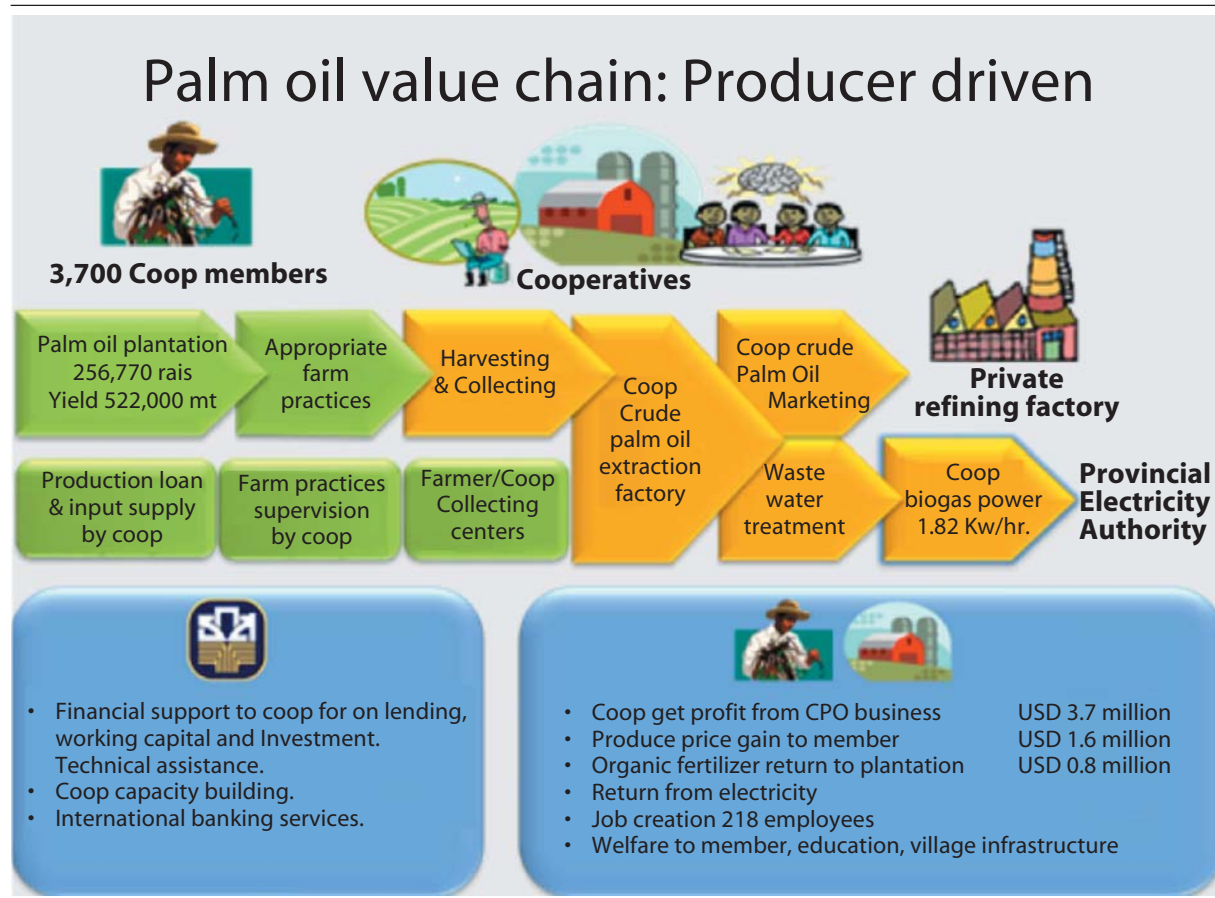 Palm oil value chain: Producer driven
3,700 Coop members
Cooperatives
Private
refining factory
Palm oil plantation
256,770 rais
Yield 522,000 mt
Appropriate
farm
practices
Harvesting
& Collecting
Coop
Crude
palm oil
extraction
factory
Coop crude
Palm Oil
Marketing
Production loan
& input supply
by coop
Farm practices
supervision
by coop
Farmer/Coop
Collecting
centers
Waste
water
treatment
Coop
biogas power
1.82 Kw/hr.
Provincial
Electricity
Authority
• Financial support to coop for on lending,
working capital and Investment.
Technical assistance.
• Coop capacity building.
• International banking services.
• Coop get profit from CPO business USD 3.7 million
• Produce price gain to member USD 1.6 million
• Organic fertilizer return to plantation USD 0.8 million
• Return from electricity
• Job creation 218 employees
• Welfare to member, education, village infrastructure